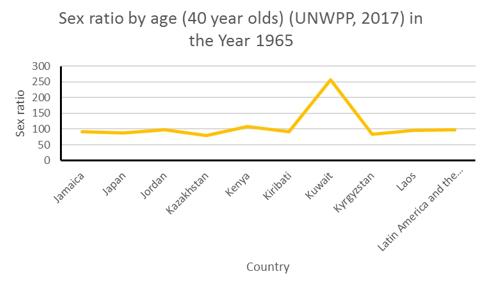 Sex ratio by age (40 year olds) (UNWPP, 2017) in
the Year 1965
Sex ratio
300
250
200
150
100
50
0
Jamaica
Japan
Jordan
Kazakhstan
Kenya
Kiribati
Kuwait
Kyrgyzstan
Laos
Latin America and the...
Country